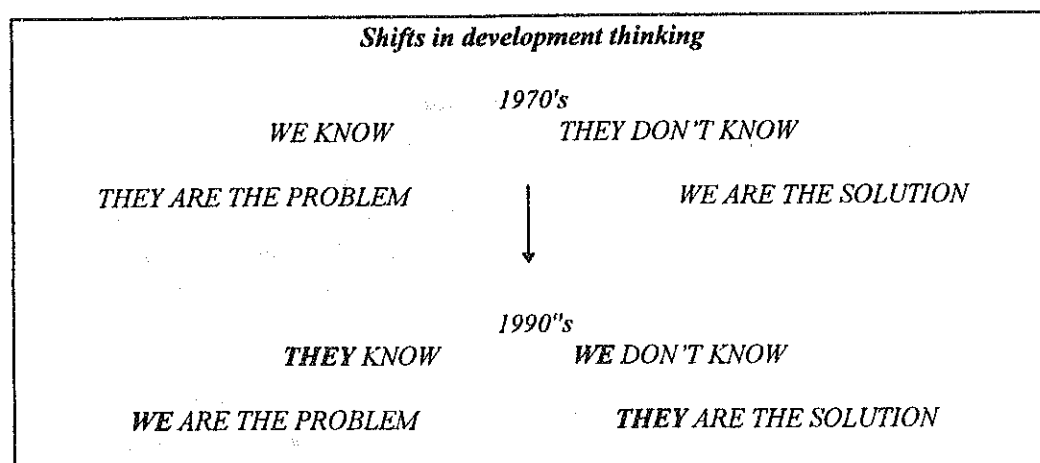 Shifts in development thinking
1970's
WE KNOW THEY DON'T KNOW
THEY ARE THE PROBLEM WE ARE THE SOLUTION
1990"s
THEY KNOW WE DON'T KNOW
WE ARE THE PROBLEM THEY ARE THE SOLUTION